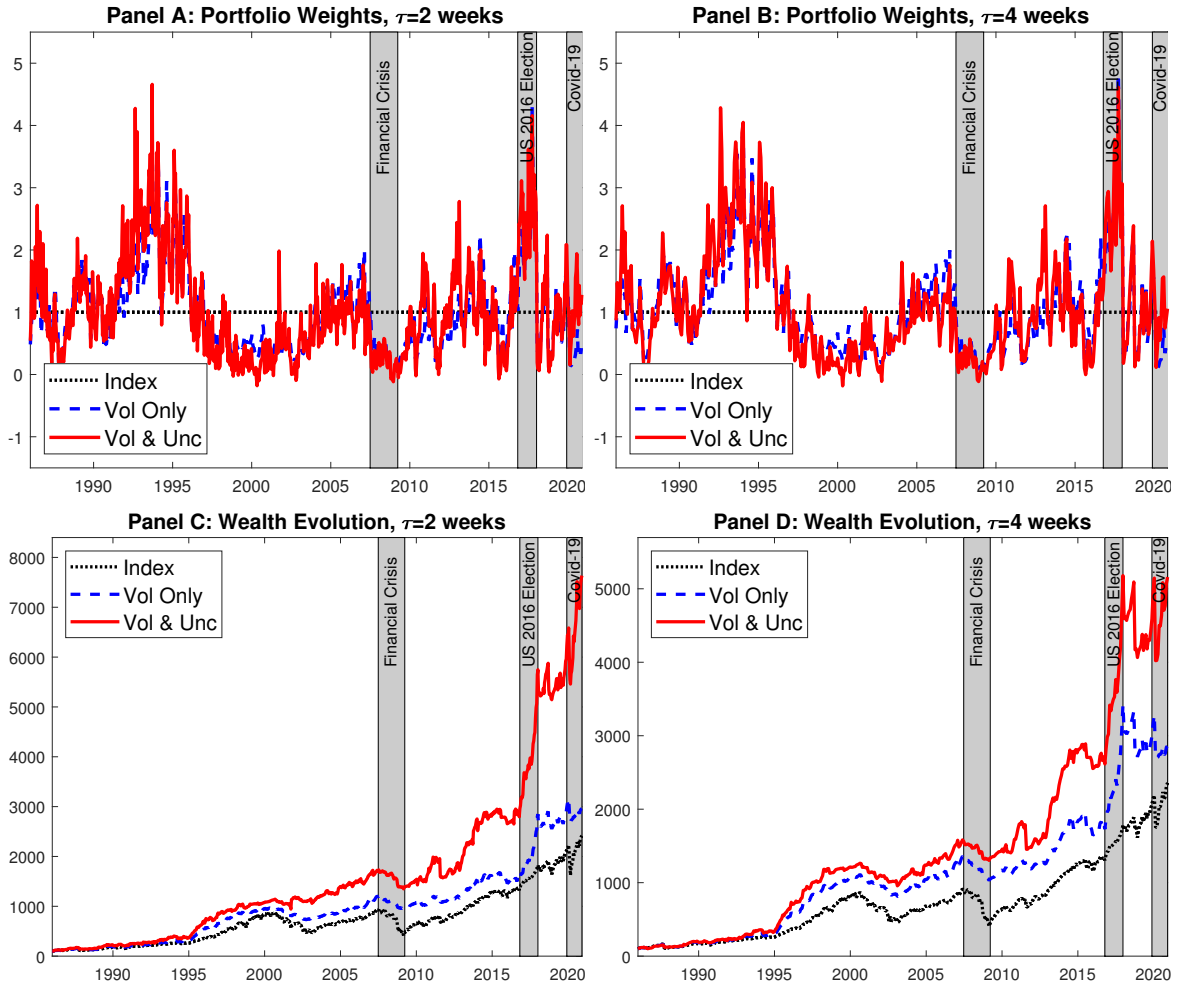 Panel A: Portfolio Weights, τ=2 weeks
5
4
3
2
1
0
-1
Financial Crisis
US 2016 Election
Covid-19
Index
Vol Only
Vol & Unc
1990
1995
2000
2005
2010
2015
2020
Panel B: Portfolio Weights, τ=4 weeks
5
4
3
2
1
0
-1
Financial Crisis
US 2016 Election
Covid-19
Index
Vol Only
Vol & Unc
1990
1995
2000
2005
2010
2015
2020
Panel C: Wealth Evolution, τ=2 weeks
8000
7000
6000
5000
4000
3000
2000
1000
0
Index
Vol Only
Vol & Unc
Financial Crisis
US 2016 Election
Covid-19
1990
1995
2000
2005
2010
2015
2020
Panel D: Wealth Evolution, τ=4 weeks
5000
4000
3000
2000
1000
0
Index
Vol Only
Vol & Unc
Financial Crisis
US 2016 Election
Covid-19
1990
1995
2000
2005
2010
2015
2020